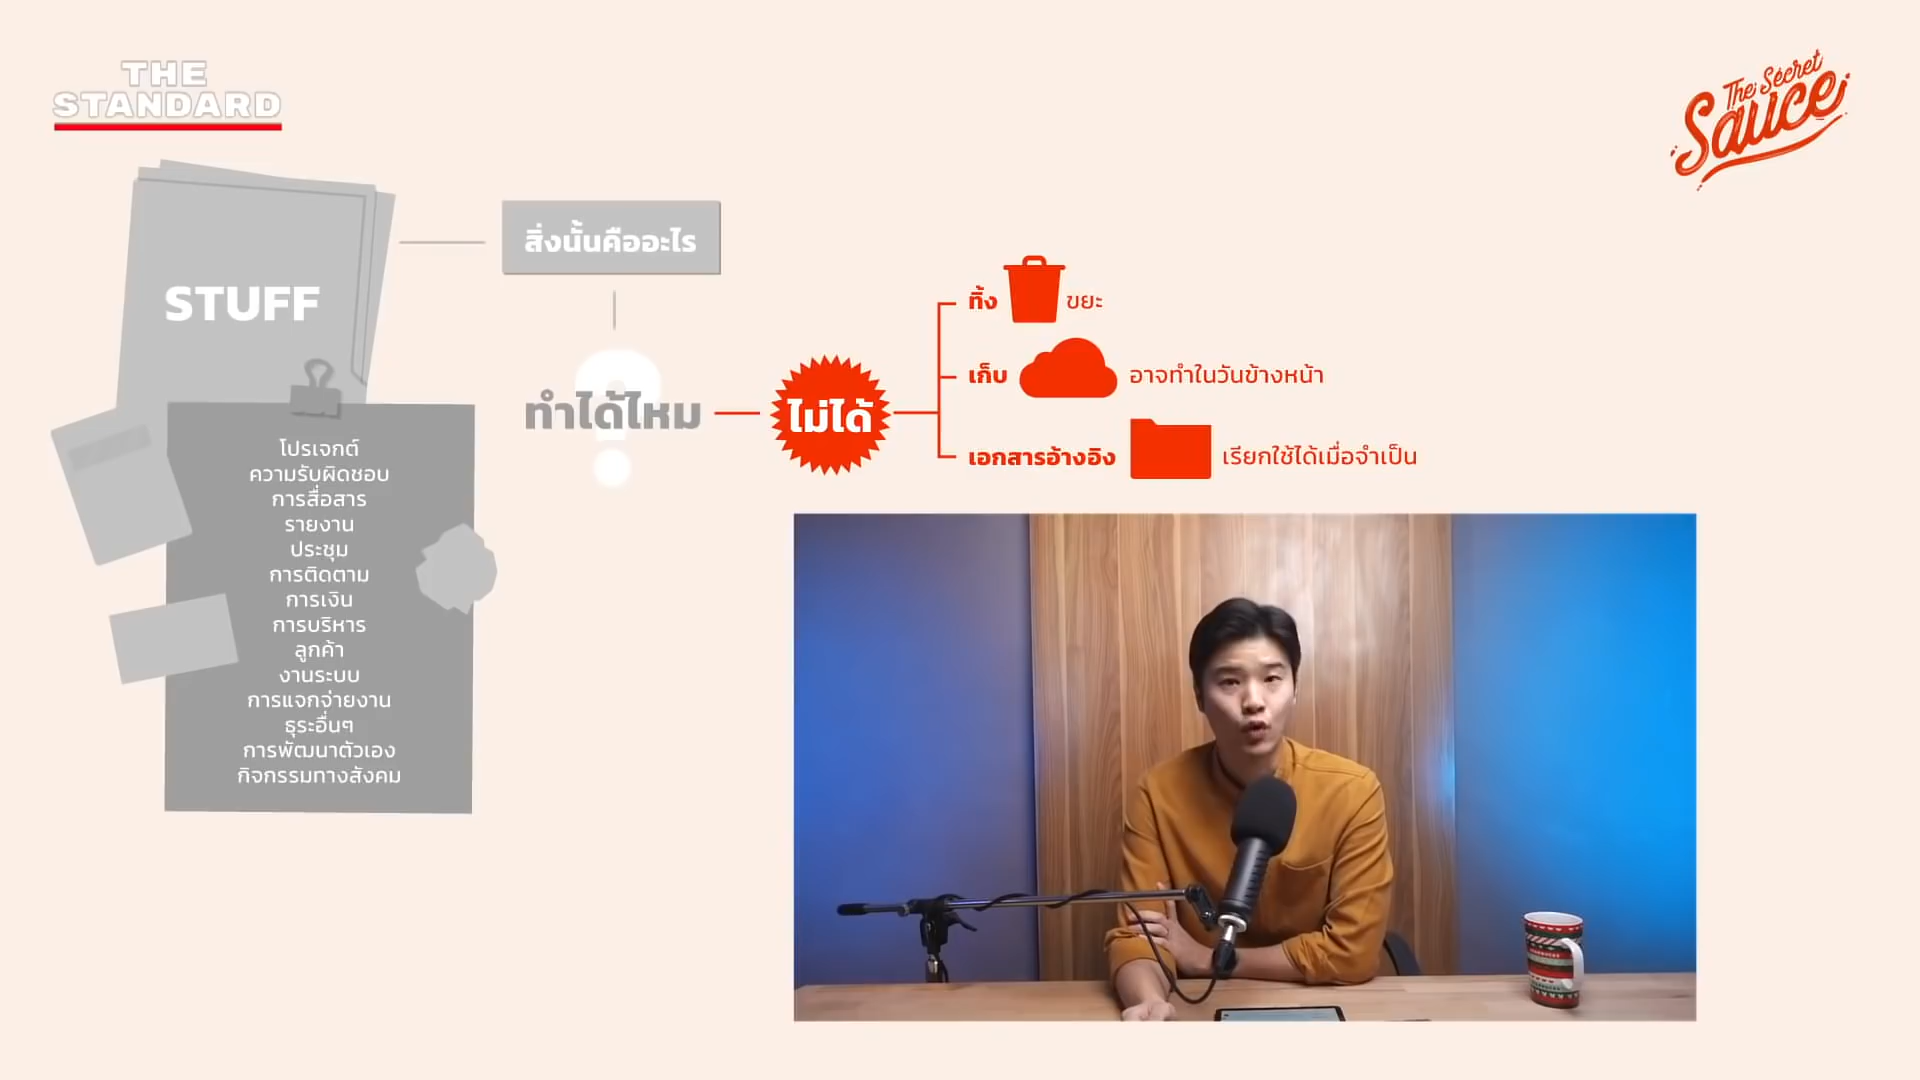 THE
STANDARD
The Secret
Sauce
STUFF
สิ่งนั้นคืออะไร
ทำได้ไหม
?
ไม่ได้
ทิ้ง ขยะ
เก็บ อาจทำในวันข้างหน้า
เอกสารอ้างอิง เรียกใช้ได้เมื่อจำเป็น
โปรเจกต์
ความรับผิดชอบ
การสื่อสาร
รายงาน
ประชุม
การติดตาม
การเงิน
การบริหาร
ลูกค้า
งานระบบ
การแจกจ่ายงาน
ธุระอื่นๆ
การพัฒนาตัวเอง
กิจกรรมทางสังคม